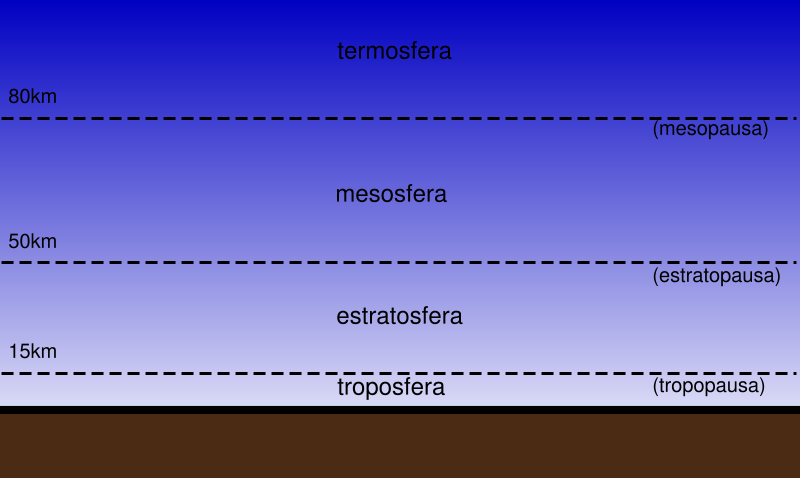 termosfera
80km
(mesopausa)
mesosfera
50km
(estratopausa)
estratosfera
15km
troposfera
(tropopausa)